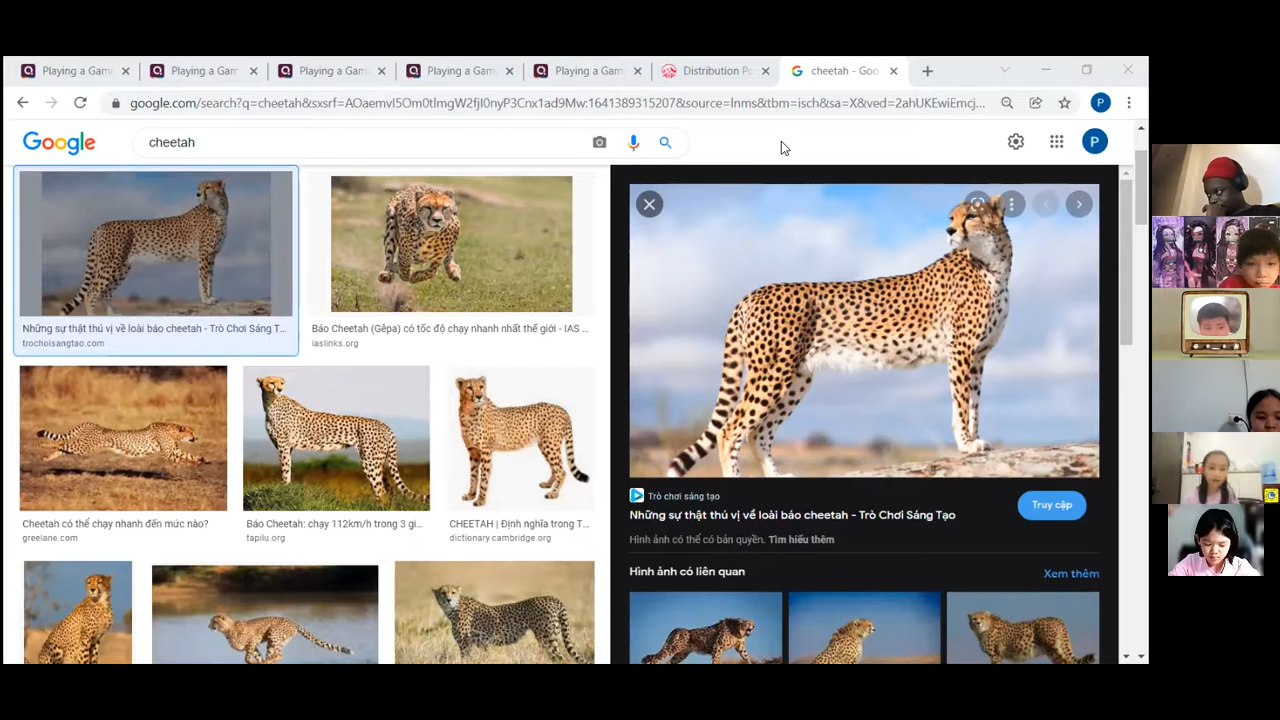 Playing a Gam
Playing a Gam
Playing a Game
Playing a Gam
Playing a Gam
Distribution Po
cheetah - Goo
google.com/search?q=cheetah&sxsrf=AOaemvl5Om0tlmgW2fJl0nyP3Cnx1ad9Mw:1641389315207&source=lnms&tbm=isch&sa=X&ved=2ahUKEwiEmcj...
P
Google
cheetah
P
Những sự thật thú vị về loài báo cheetah - Trò Chơi Sáng T...
trochoisangtao.com
Báo Cheetah (Gêpa) có tốc độ chạy nhanh nhất thế giới - IAS ...
iaslinks.org
Cheetah có thể chạy nhanh đến mức nào?
greelane.com
Báo Cheetah: chạy 112km/h trong 3 gi...
tapilu.org
CHEETAH | Định nghĩa trong T...
dictionary.cambridge.org
Trò chơi sáng tạo
Những sự thật thú vị về loài báo cheetah - Trò Chơi Sáng Tạo
Truy cập
Hình ảnh có thể có bản quyền. Tìm hiểu thêm
Hình ảnh có liên quan
Xem thêm